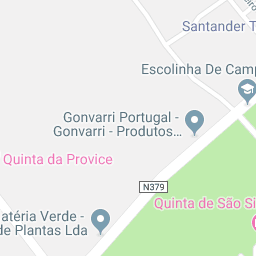 Santander T
Escolinha De Camp
Gonvarri Portugal -
Gonvarri - Produtos...
Quinta da Provice
N379
Quinta de São Si
atéria Verde -
de Plantas Lda